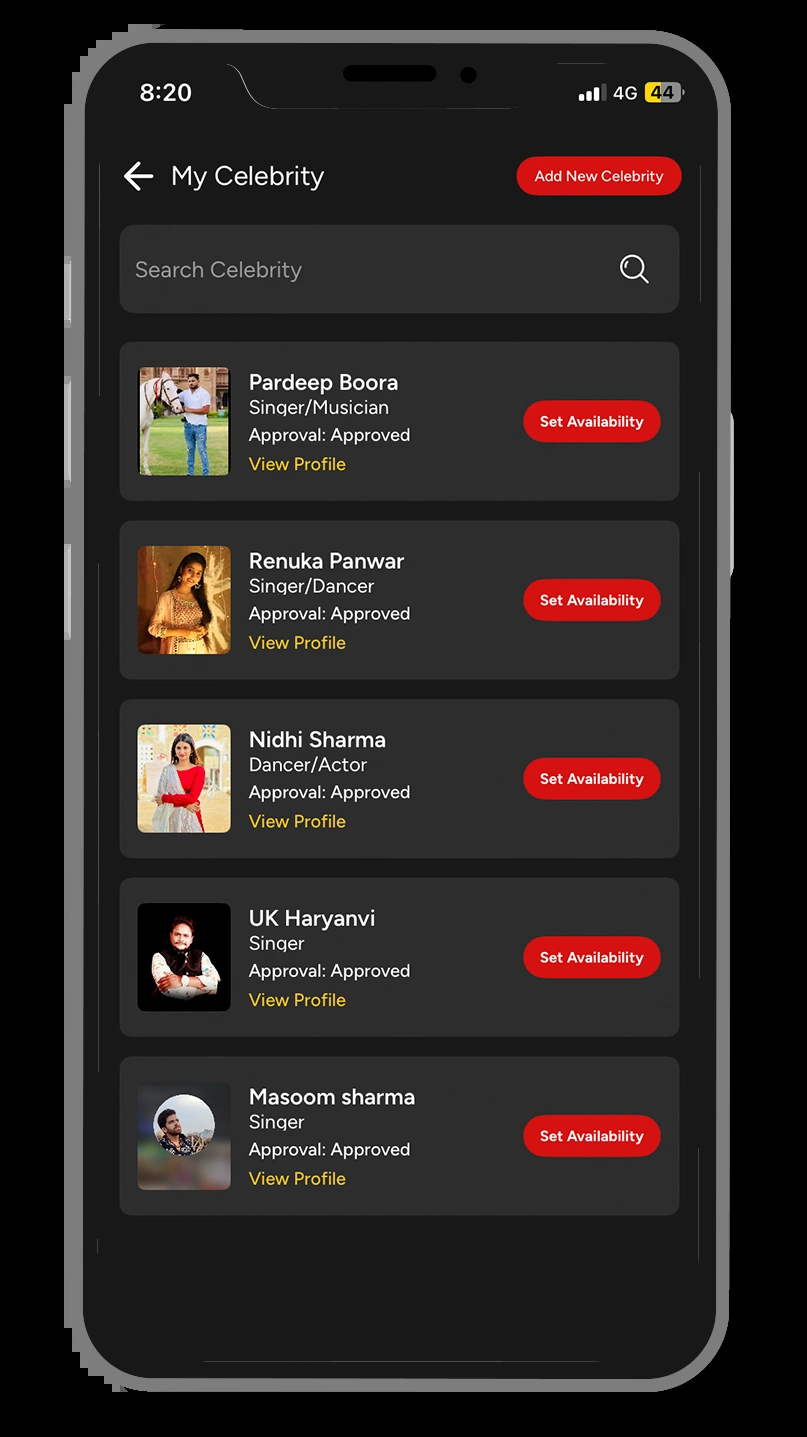 8:20 4G 44
My Celebrity Add New Celebrity
Search Celebrity
Pardeep Boora
Singer/Musician
Approval: Approved
View Profile
Set Availability
Renuka Panwar
Singer/Dancer
Approval: Approved
View Profile
Set Availability
Nidhi Sharma
Dancer/Actor
Approval: Approved
View Profile
Set Availability
UK Haryanvi
Singer
Approval: Approved
View Profile
Set Availability
Masoom sharma
Singer
Approval: Approved
View Profile
Set Availability